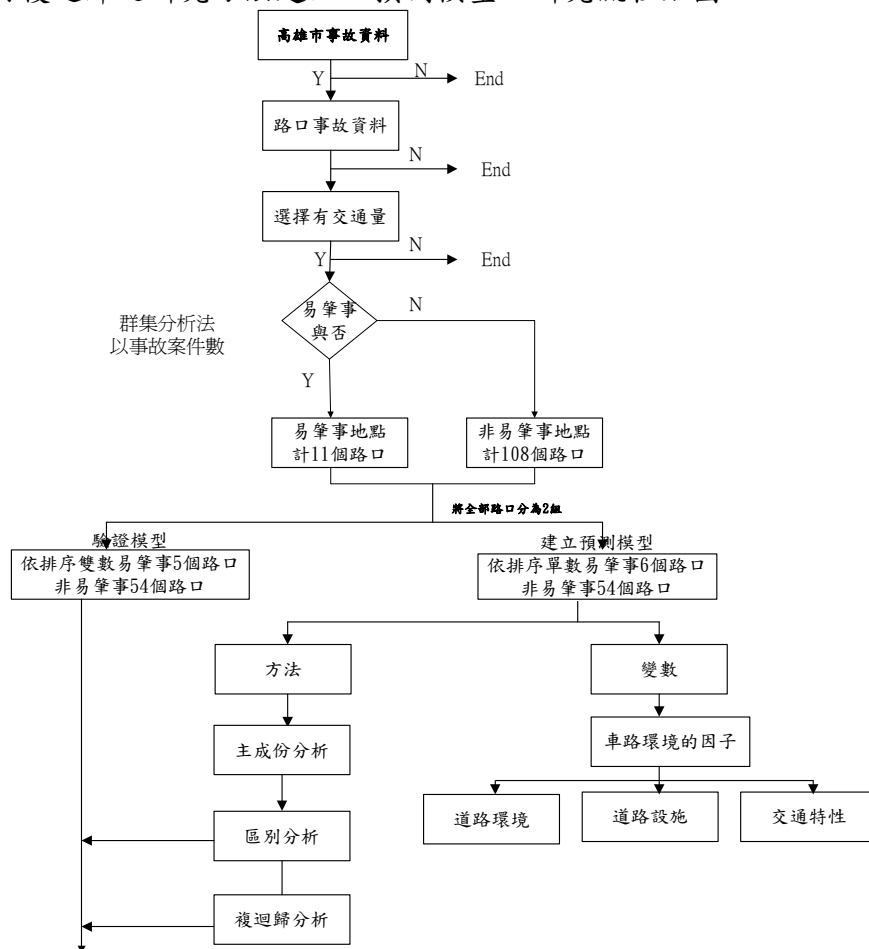 高雄市事故資料
Y
N
End
路口事故資料
N
End
選擇有交通量
Y
N
End
易肇事
與否
N
群集分析法
以事故案件數
Y
易肇事地點
計11個路口
非易肇事地點
計108個路口
將全部路口分為2組
驗證模型
依排序雙數易肇事5個路口
非易肇事54個路口
建立預測模型
依排序單數易肇事6個路口
非易肇事54個路口
方法
變數
主成份分析
車路環境的因子
道路環境
道路設施
交通特性
區別分析
複迴歸分析